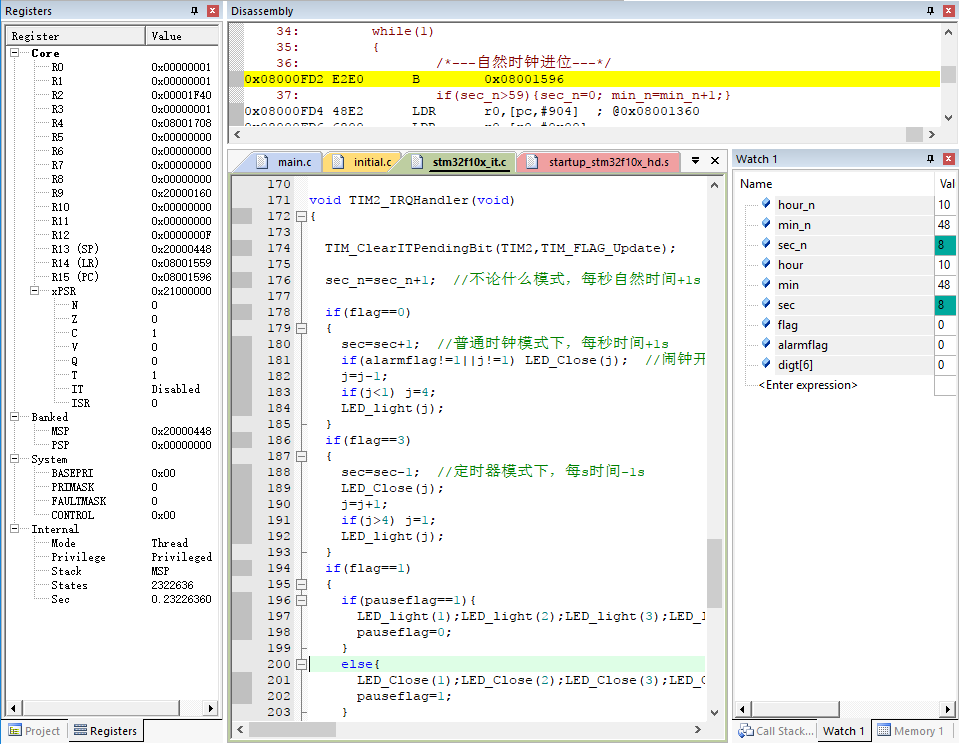 Registers
Register Value
Core
R0 0x00000001
R1 0x00000001
R2 0x00001F40
R3 0x00000001
R4 0x08001708
R5 0x00000000
R6 0x00000000
R7 0x00000000
R8 0x00000000
R9 0x20000160
R10 0x00000000
R11 0x00000000
R12 0x0000000F
R13 (SP) 0x20000448
R14 (LR) 0x08001559
R15 (PC) 0x08001596
xPSR 0x21000000
N 0
Z 0
C 1
V 0
Q 0
T 1
IT Disabled
ISR 0
Banked
MSP 0x20000448
PSP 0x00000000
System
BASEPRI 0x00
PRIMASK 0
FAULTMASK 0
CONTROL 0x00
Internal
Mode Thread
Privilege Privileged
Stack MSP
States 2322636
Sec 0.23226360
Project Registers
Disassembly
34: while(1)
35: {
36: /*---自然时钟进位---*/
0x08000FD2 E2E0 B 0x08001596
37: if(sec_n>59){sec_n=0; min_n=min_n+1;}
0x08000FD4 48E2 LDR r0,[pc,#904] ; @0x08001360
main.c initial.c stm32f10x_it.c startup_stm32f10x_hd.s
170
171 void TIM2_IRQHandler(void)
172 {
173
174 TIM_ClearITPendingBit(TIM2,TIM_FLAG_Update);
175
176 sec_n=sec_n+1; //不论什么模式，每秒自然时间+1s
177
178 if(flag==0)
179 {
180 sec=sec+1; //普通时钟模式下，每秒时间+1s
181 if(alarmflag!=1||j!=1) LED_Close(j); //闹钟开
182 j=j-1;
183 if(j<1) j=4;
184 LED_light(j);
185 }
186 if(flag==3)
187 {
188 sec=sec-1; //定时器模式下，每s时间-1s
189 LED_Close(j);
190 j=j+1;
191 if(j>4) j=1;
192 LED_light(j);
193 }
194 if(flag==1)
195 {
196 if(pauseflag==1){
197 LED_light(1);LED_light(2);LED_light(3);LED_l
198 pauseflag=0;
199 }
200 else{
201 LED_Close(1);LED_Close(2);LED_Close(3);LED_C
202 pauseflag=1;
203 }
Watch 1
Name Val
hour_n 10
min_n 48
sec_n 8
hour 10
min 48
sec 8
flag 0
alarmflag 0
digt[6] 0
<Enter expression>
Call Stack... Watch 1 Memory 1